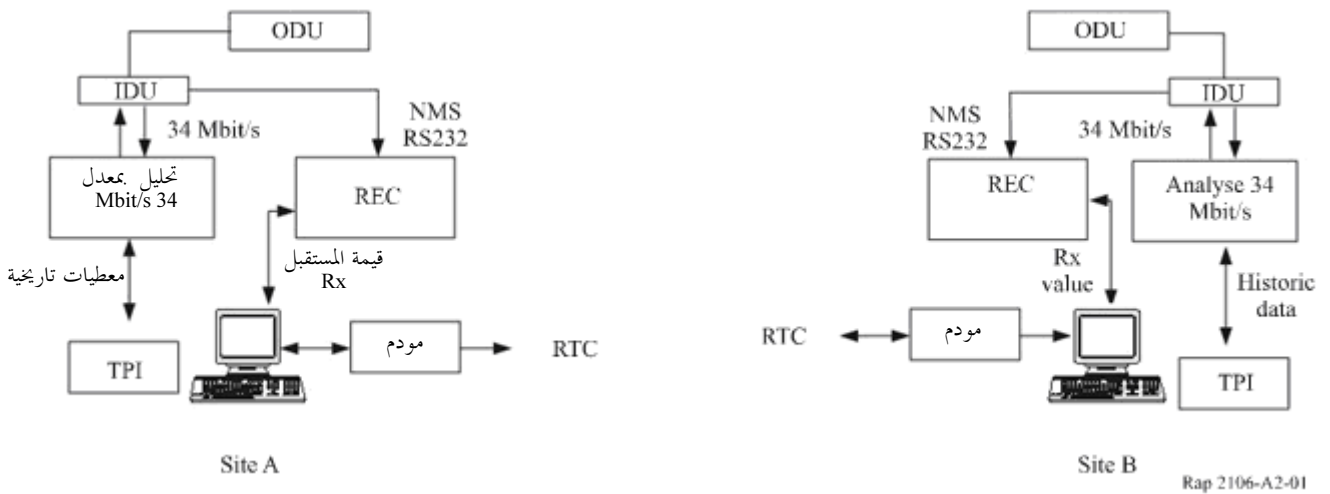 ODU
IDU
34 Mbit/s
NMS
RS232
تحليل بمعدل
Mbit/s 34
REC
معطيات تاريخية
قيمة المستقبل
Rx
TPI
مودم
RTC
Site A
ODU
IDU
NMS
RS232
34 Mbit/s
REC
Analyse 34
Mbit/s
Rx
value
Historic
data
RTC
مودم
TPI
Site B
Rap 2106-A2-01